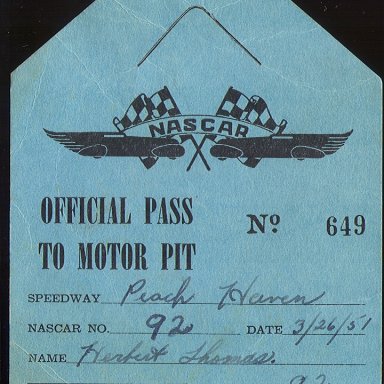 NASCAR
OFFICIAL PASS Nº 649
TO MOTOR PIT
SPEEDWAY Peach Haven
NASCAR NO. 92 DATE 3/26/51
NAME Herbert Thomas.
92